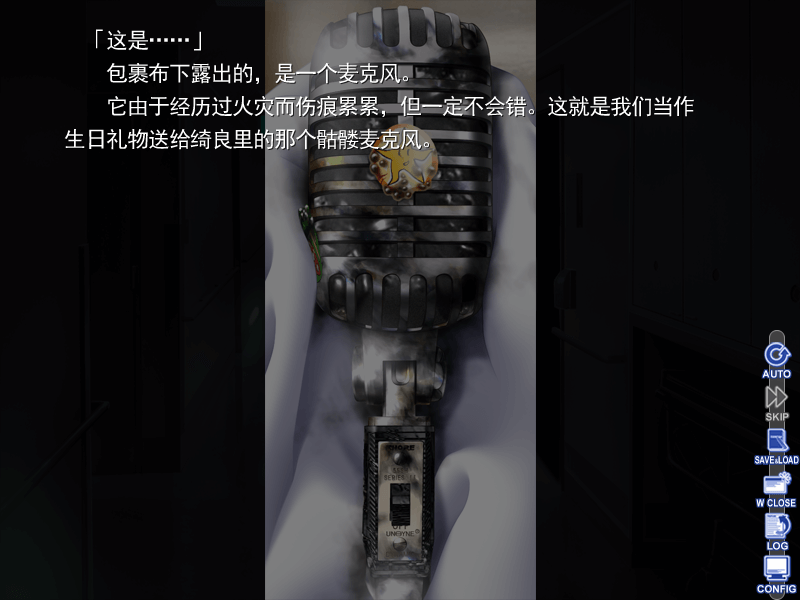 「这是……」
包裹布下露出的，是一个麦克风。
它由于经历过火灾而伤痕累累，但一定不会错。这就是我们当作
生日礼物送给绮良里的那个骷髅麦克风。
AUTO
SKIP
SAVE&LOAD
W CLOSE
LOG
CONFIG
SERIES
OFF
UNIDYNE